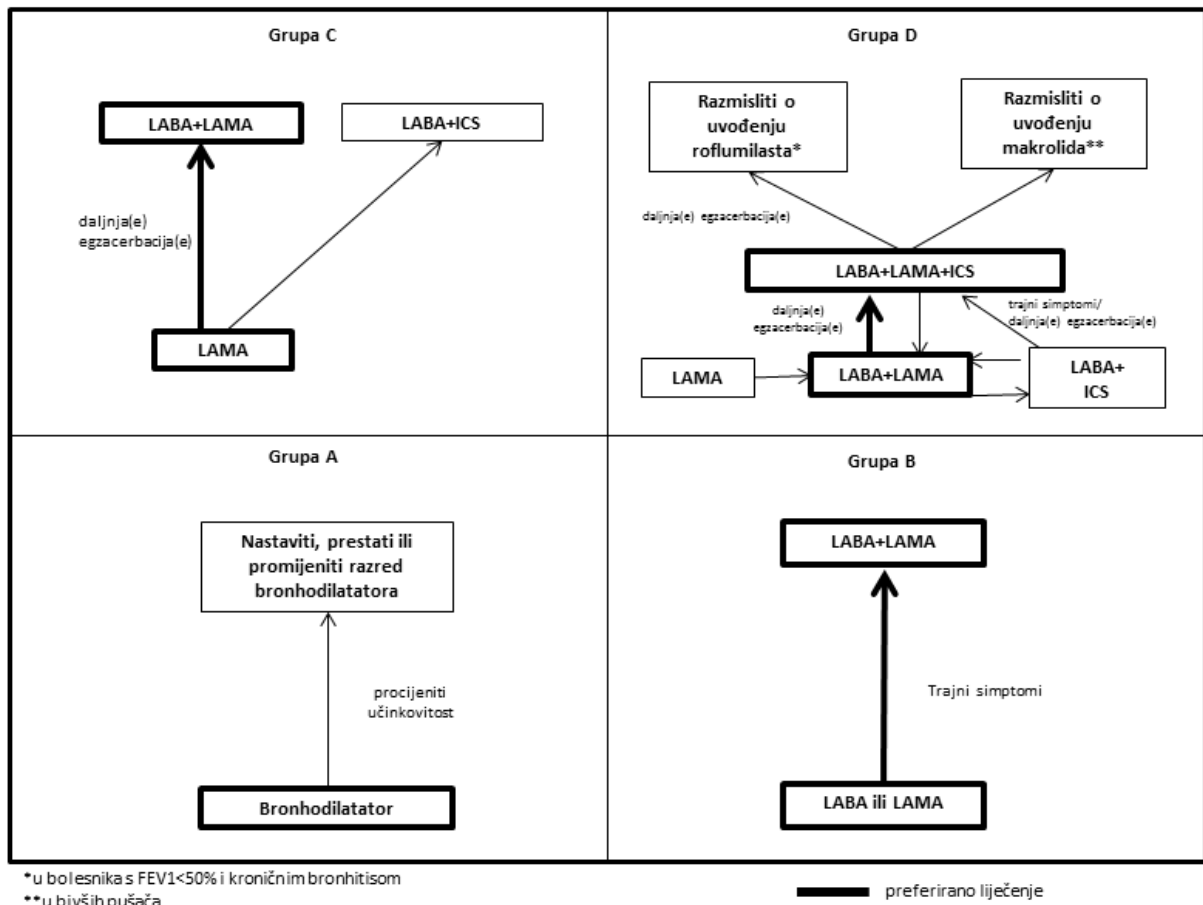 Grupa C
LABA+LAMA
LABA+ICS
daljnja(e)
egzacerbacija(e)
LAMA
Grupa D
Razmisliti o
uvođenju
roflumilasta*
Razmisliti o
uvođenju
makrolida**
daljnja(e) egzacerbacija(e)
LABA+LAMA+ICS
daljnja(e)
egzacerbacija(e)
trajni simptomi/
daljnja(e) egzacerbacija(e)
LAMA
LABA+LAMA
LABA+
ICS
Grupa A
Nastaviti, prestati ili
promijeniti razred
bronhodilatatora
procijeniti
učinkovitost
Bronhodilatator
Grupa B
LABA+LAMA
Trajni simptomi
LABA ili LAMA
*u bolesnika s FEV1<50% i kroničnim bronhitisom
**u bivših pušača
preferirano liječenje